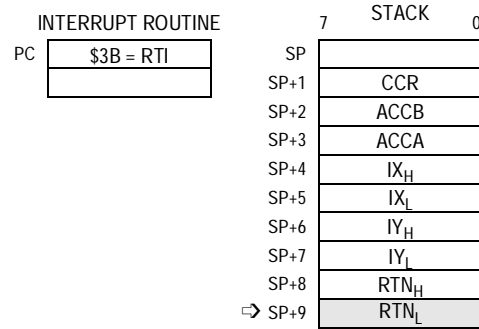 INTERRUPT ROUTINE
PC $3B = RTI
7 STACK 0
SP
SP+1 CCR
SP+2 ACCB
SP+3 ACCA
SP+4 IXH
SP+5 IXL
SP+6 IYH
SP+7 IYL
SP+8 RTNH
SP+9 RTNL